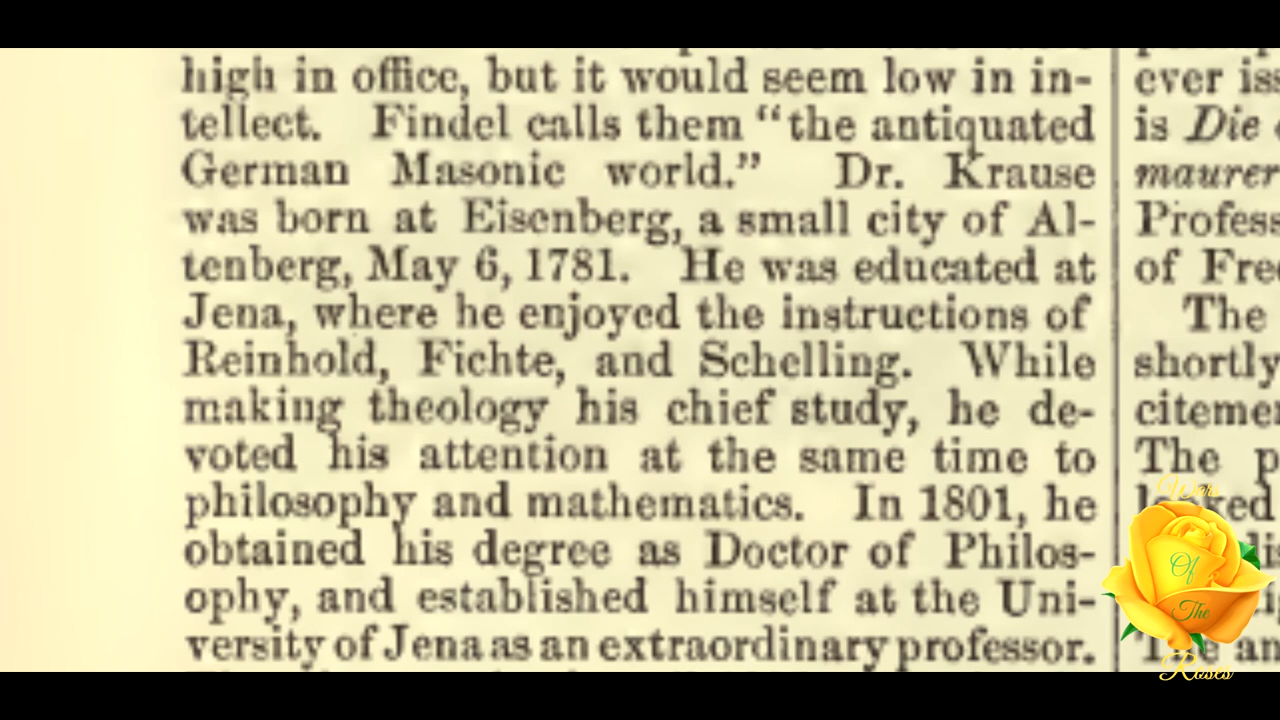 high in office, but it would seem low in in-
tellect. Findel calls them “the antiquated
German Masonic world.” Dr. Krause
was born at Eisenberg, a small city of Al-
tenberg, May 6, 1781. He was educated at
Jena, where he enjoyed the instructions of
Reinhold, Fichte, and Schelling. While
making theology his chief study, he de-
voted his attention at the same time to
philosophy and mathematics. In 1801, he
obtained his degree as Doctor of Philos-
ophy, and established himself at the Uni-
versity of Jena as an extraordinary professor.
ever
is Die
maurer
Profess
of
The
shortly
The
Wars
Of
The
Roses